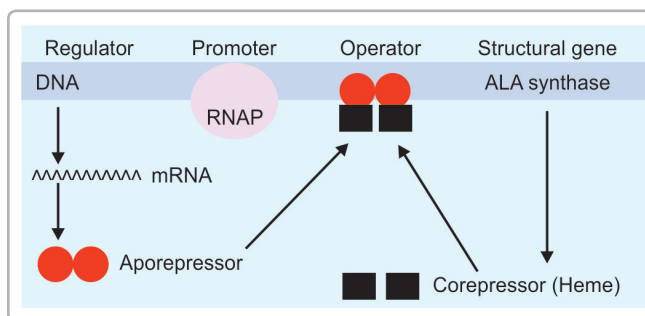 Regulator Promoter Operator Structural gene
DNA ALA synthase
RNAP
mRNA
Aporepressor
Corepressor (Heme)